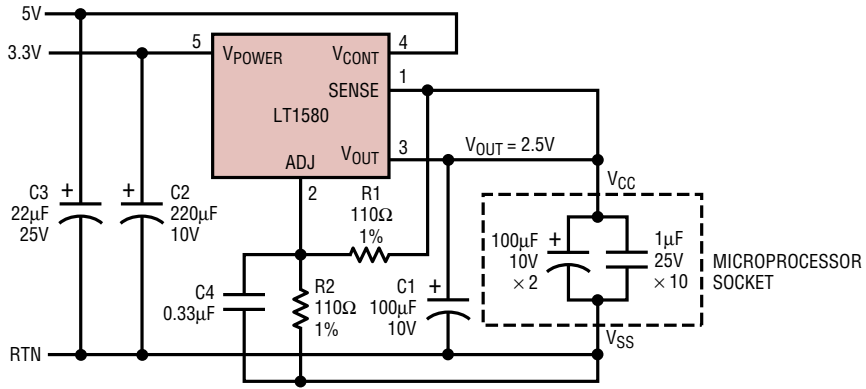 5V
3.3V
5
VPOWER
VCONT
4
SENSE
1
LT1580
ADJ
VOUT
3
VOUT = 2.5V
2
VCC
C3
22µF
25V
+
+
C2
220µF
10V
R1
110Ω
1%
C4
0.33µF
R2
110Ω
1%
C1
100µF
10V
+
100µF
10V
× 2
+
1µF
25V
× 10
MICROPROCESSOR
SOCKET
VSS
RTN